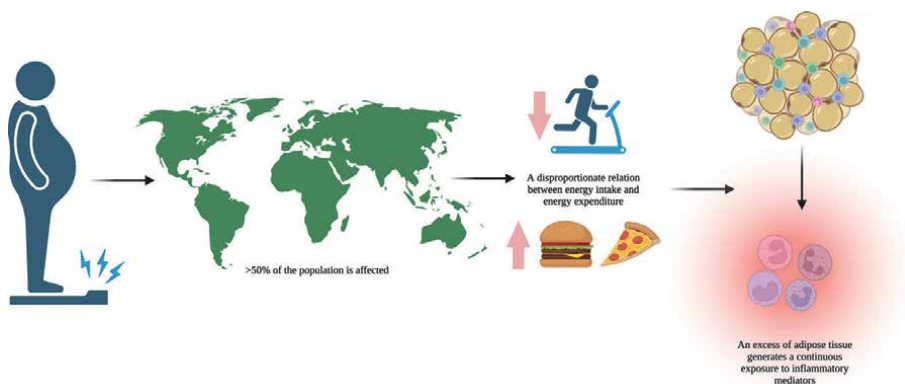 >50% of the population is affected
A disproportionate relation
between energy intake and
energy expenditure
An excess of adipose tissue
generates a continuous
exposure to inflammatory
mediators